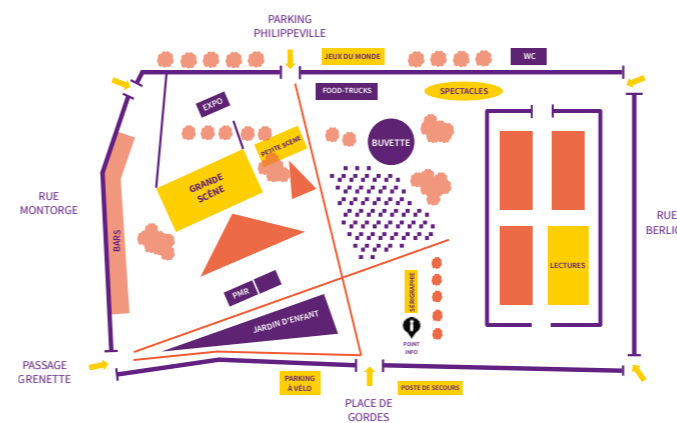 PARKING
PHILIPPEVILLE
JEUX DU MONDE
WC
FOOD-TRUCKS
SPECTACLES
EXPO
PETITE SCÈNE
BUVETTE
GRANDE
SCÈNE
RUE
MONTORGE
BARS
RUE
LECTURES
PMR
SÉRIGRAPHIE
JARDIN D'ENFANT
POINT
INFO
PASSAGE
GRENETTE
PARKING
À VÉLO
POSTE DE SECOURS
PLACE DE
GORDES